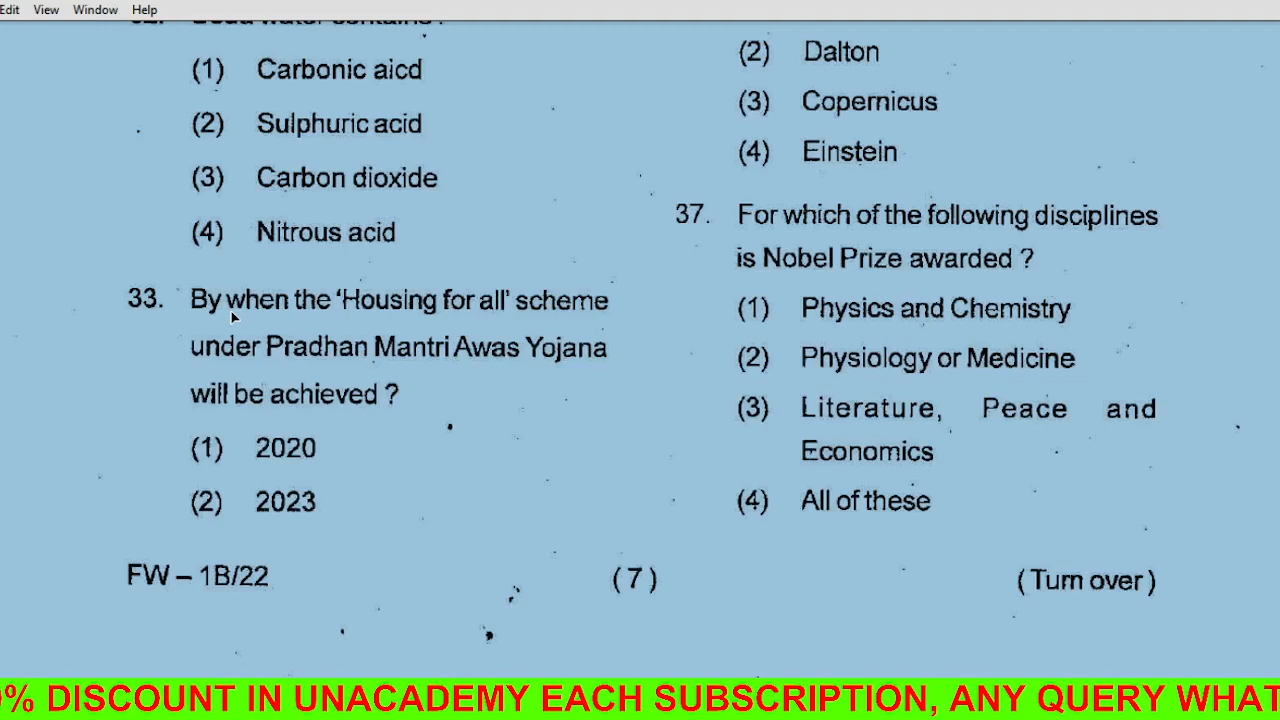 Edit View Window Help
(1) Carbonic aicd
(2) Sulphuric acid
(3) Carbon dioxide
(4) Nitrous acid
33. By when the ‘Housing for all’ scheme
under Pradhan Mantri Awas Yojana
will be achieved ?
(1) 2020
(2) 2023
(2) Dalton
(3) Copernicus
(4) Einstein
37. For which of the following disciplines
is Nobel Prize awarded ?
(1) Physics and Chemistry
(2) Physiology or Medicine
(3) Literature, Peace and
Economics
(4) All of these
FW – 1B/22 (7) (Turn over)
% DISCOUNT IN UNACADEMY EACH SUBSCRIPTION, ANY QUERY WHAT